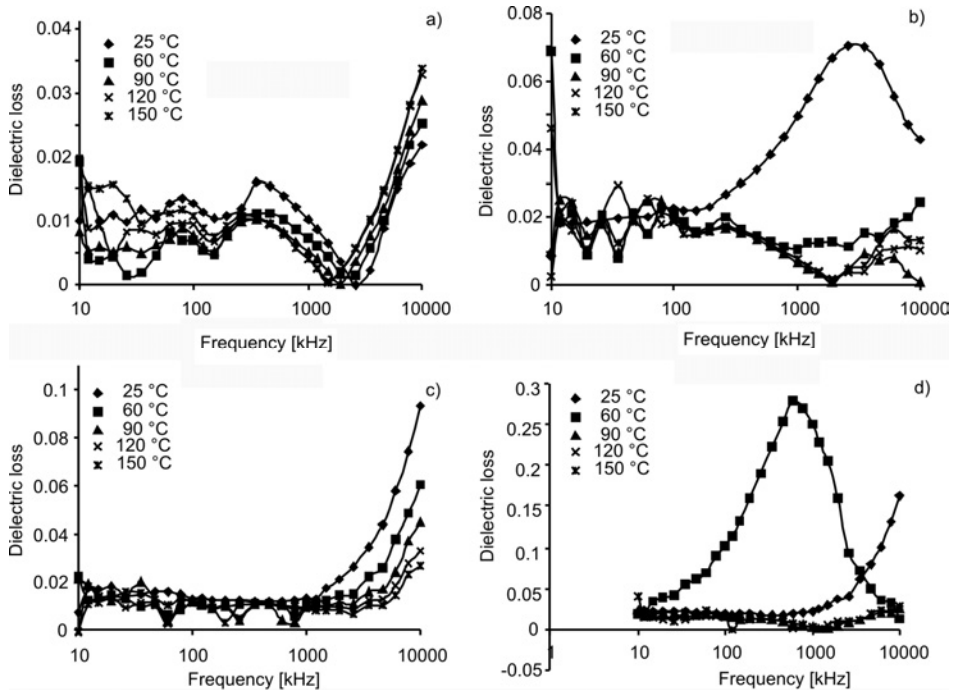 a)
0.04
0.03
0.02
0.01
0
Dielectric loss
25 °C
60 °C
90 °C
120 °C
150 °C
10
100
1000
10000
Frequency [kHz]
b)
0.08
0.06
0.04
0.02
0
Dielectric loss
25 °C
60 °C
90 °C
120 °C
150 °C
10
100
1000
10000
Frequency [kHz]
c)
0.1
0.08
0.06
0.04
0.02
0
Dielectric loss
25 °C
60 °C
90 °C
120 °C
150 °C
10
100
1000
10000
Frequency [kHz]
d)
0.3
0.25
0.2
0.15
0.1
0.05
0
-0.05
Dielectric loss
25 °C
60 °C
90 °C
120 °C
150 °C
1
10
100
1000
10000
Frequency [kHz]